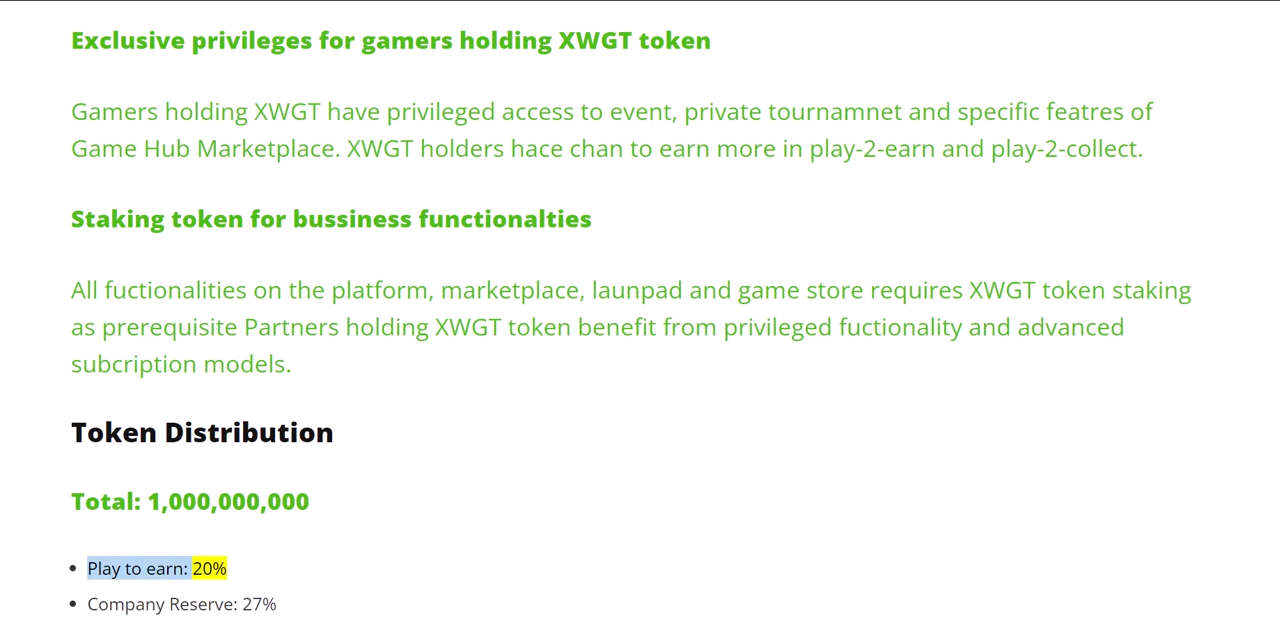 Exclusive privileges for gamers holding XWGT token
Gamers holding XWGT have privileged access to event, private tournamnet and specific featres of
Game Hub Marketplace. XWGT holders hace chan to earn more in play-2-earn and play-2-collect.
Staking token for bussiness functionalties
All fuctionalities on the platform, marketplace, launpad and game store requires XWGT token staking
as prerequisite Partners holding XWGT token benefit from privileged fuctionality and advanced
subcription models.
Token Distribution
Total: 1,000,000,000
• Play to earn: 20%
• Company Reserve: 27%